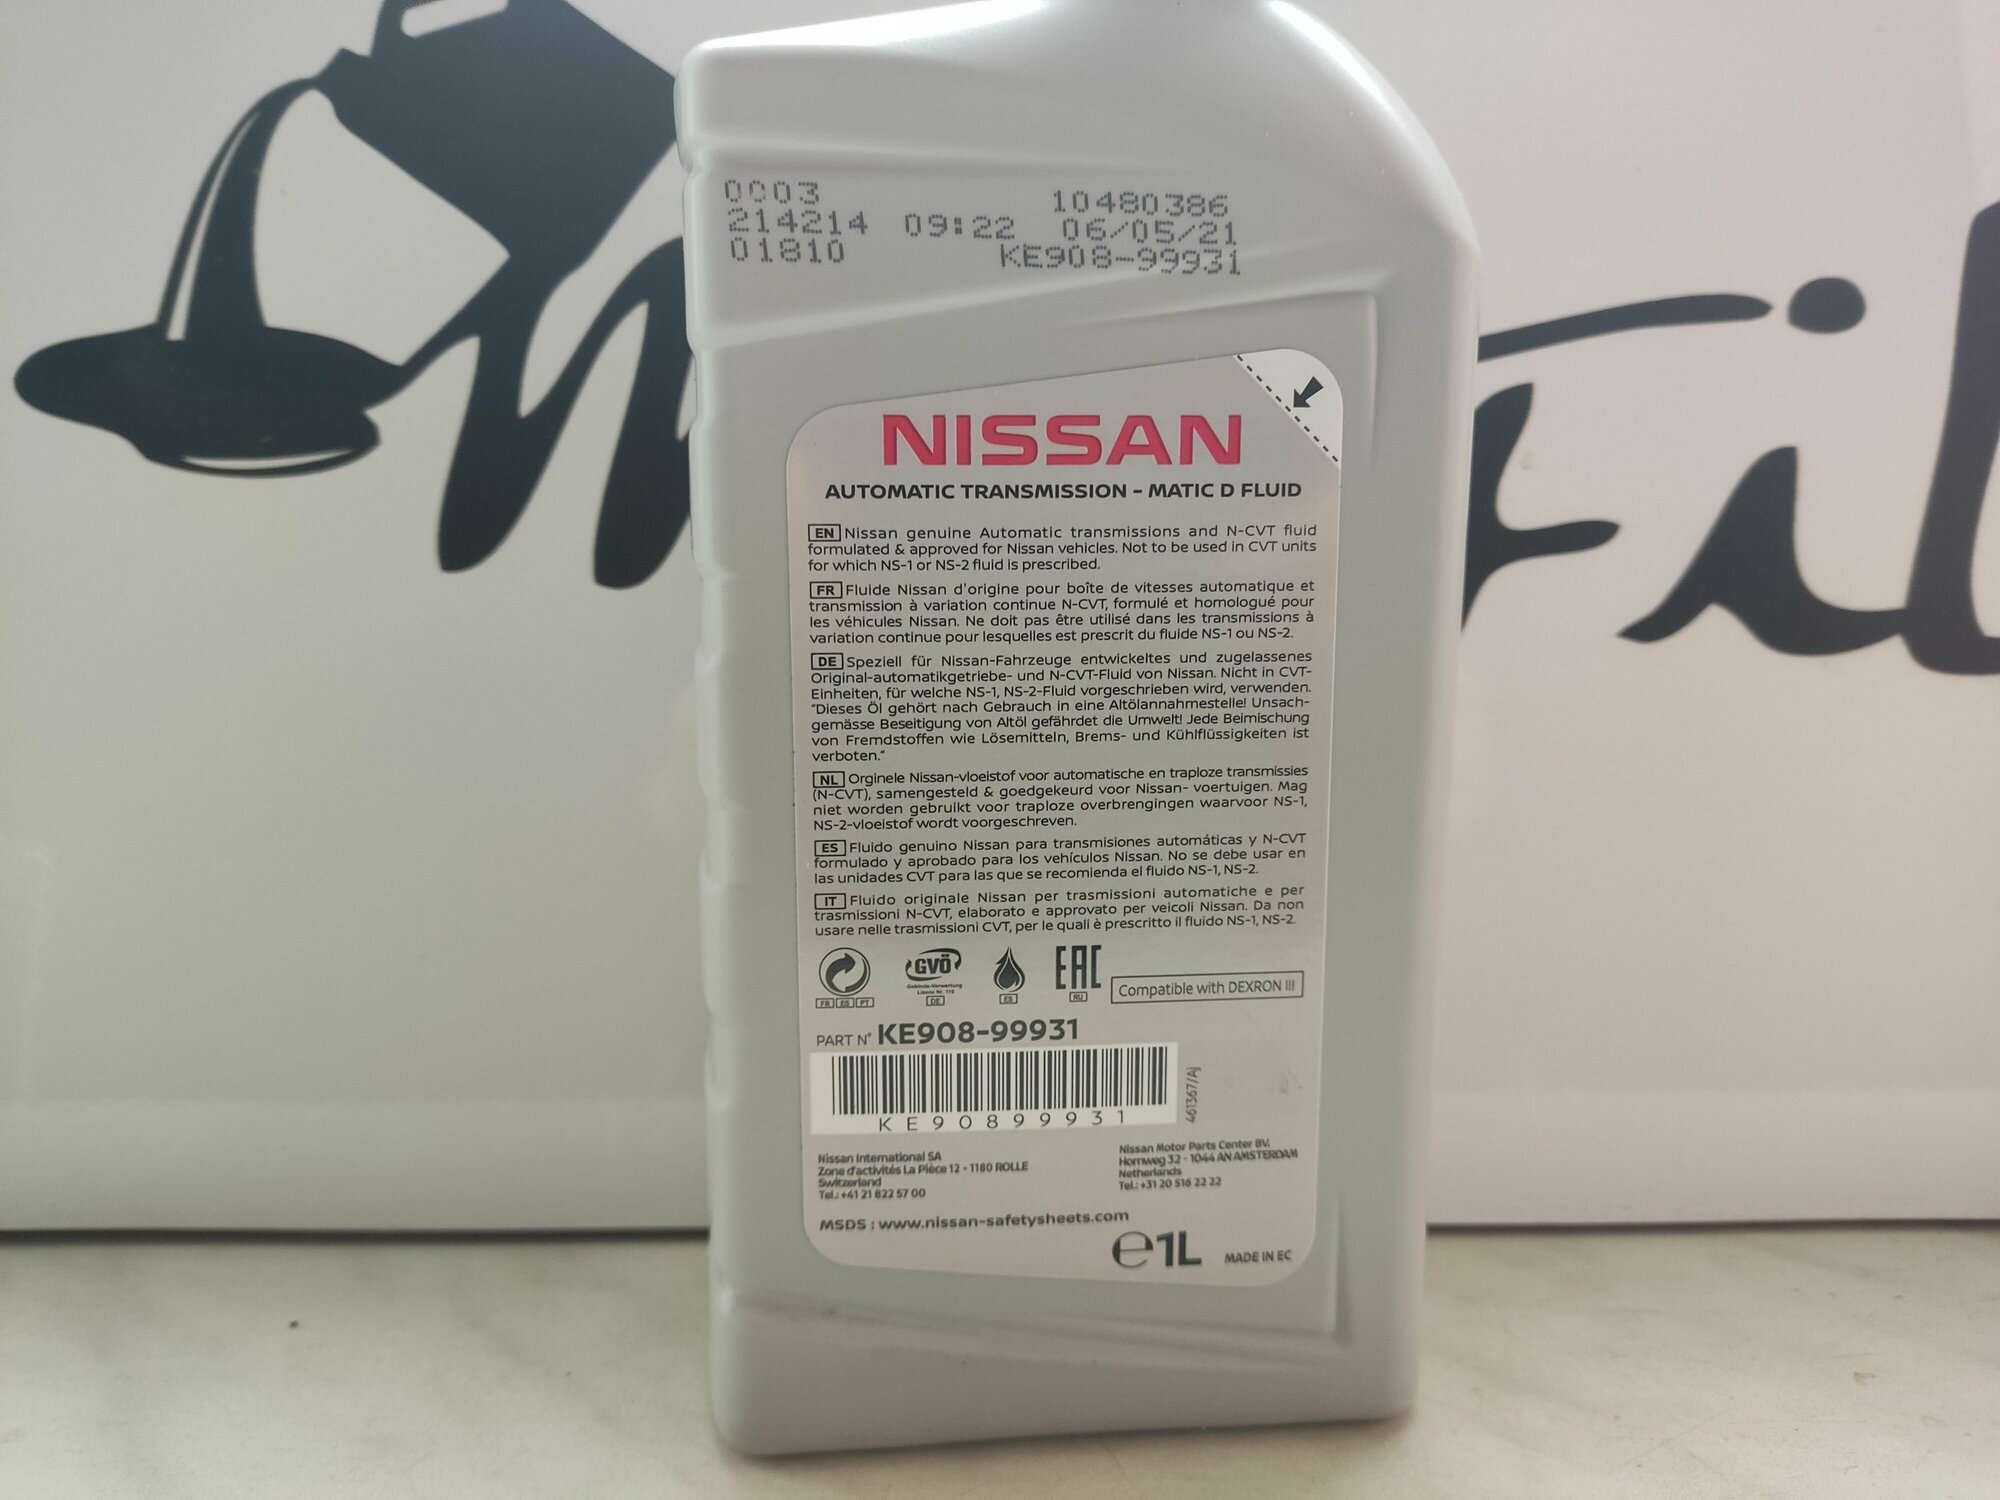 0003 10480386
214214 09:22 06/05/21
01810 KE908-99931
NISSAN
AUTOMATIC TRANSMISSION - MATIC D FLUID
EN Nissan genuine Automatic transmissions and N-CVT fluid
formulated & approved for Nissan vehicles. Not to be used in CVT units
for which NS-1 or NS-2 fluid is prescribed.
FR Fluide Nissan d'origine pour boîte de vitesses automatique et
transmission à variation continue N-CVT, formulé et homologué pour
les véhicules Nissan. Ne doit pas être utilisé dans les transmissions à
variation continue pour lesquelles est prescrit du fluide NS-1 ou NS-2.
DE Speziell für Nissan-Fahrzeuge entwickeltes und zugelassenes
Original-automatikgetriebe- und N-CVT-Fluid von Nissan. Nicht in CVT-
Einheiten, für welche NS-1, NS-2-Fluid vorgeschrieben wird, verwenden.
"Dieses Öl gehört nach Gebrauch in eine Altölannahmestelle! Unsach-
gemässe Beseitigung von Altöl gefährdet die Umwelt! Jede Beimischung
von Fremdstoffen wie Lösemitteln, Brems- und Kühlflüssigkeiten ist
verboten."
NL Orginele Nissan-vloeistof voor automatische en traploze transmissies
(N-CVT), samengesteld & goedgekeurd voor Nissan- voertuigen. Mag
niet worden gebruikt voor traploze overbrengingen waarvoor NS-1,
NS-2-vloeistof wordt voorgeschreven.
ES Fluido genuino Nissan para transmisiones automáticas y N-CVT
formulado y aprobado para los vehículos Nissan. No se debe usar en
las unidades CVT para las que se recomienda el fluido NS-1, NS-2.
IT Fluido originale Nissan per trasmissioni automatiche e per
trasmissioni N-CVT, elaborato e approvato per veicoli Nissan. Da non
usare nelle trasmissioni CVT, per le quali è prescritto il fluido NS-1, NS-2.
GVÖ
Gebinde-Verwertung
Lizenz Nr. 110
FR ES PT DE ES EAC RU
Compatible with DEXRON III
PART N° KE908-99931
KE90899931
461367/Aj
Nissan International SA
Zone d'activités La Pièce 12 - 1180 ROLLE
Switzerland
Tel.: +41 21 822 57 00
Nissan Motor Parts Center BV.
Hornweg 32 - 1044 AN AMSTERDAM
Netherlands
Tel.: +31 20 516 22 22
MSDS : www.nissan-safetysheets.com
e1L MADE IN EC